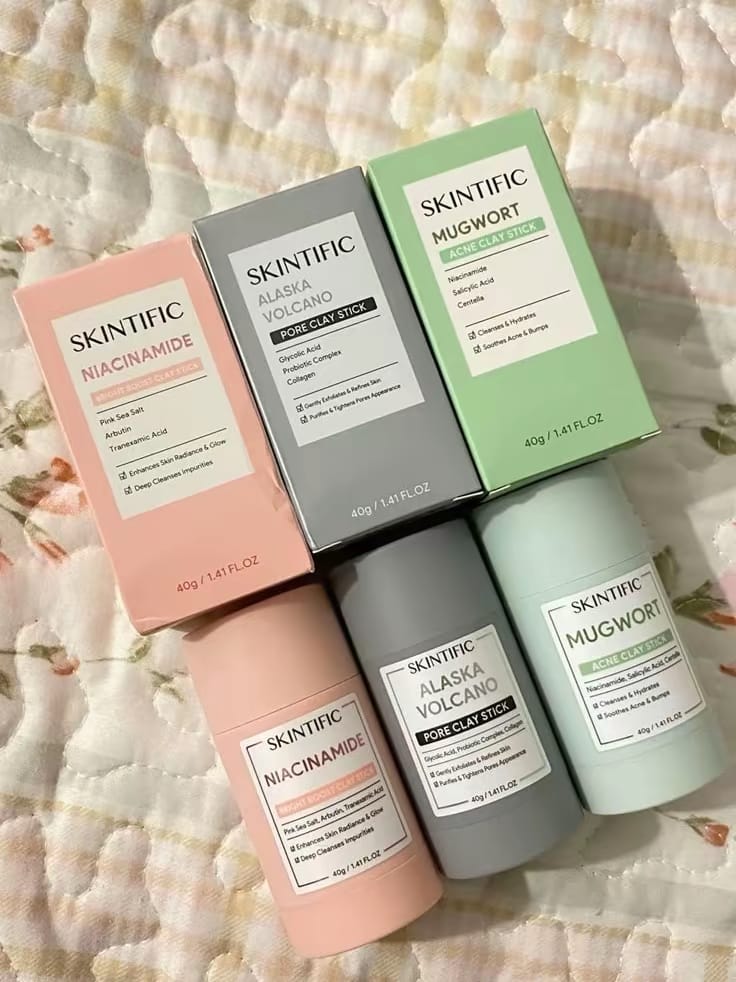 SKINTIFIC
NIACINAMIDE
BRIGHT BOOST CLAY STICK
Pink Sea Salt
Arbutin
Tranexamic Acid
Enhances Skin Radiance & Glow
Deep Cleanses Impurities
40g / 1.41 FL.OZ
SKINTIFIC
ALASKA
VOLCANO
PORE CLAY STICK
Glycolic Acid
Probiotic Complex
Collagen
Gently Exfoliates & Refines Skin
Purifies & Tightens Pores Appearance
40g / 1.41 FL.OZ
SKINTIFIC
MUGWORT
ACNE CLAY STICK
Niacinamide
Salicylic Acid
Centella
Cleanses & Hydrates
Soothes Acne & Bumps
40g / 1.41 FL.OZ
SKINTIFIC
NIACINAMIDE
BRIGHT BOOST CLAY STICK
Pink Sea Salt, Arbutin, Tranexamic Acid
Enhances Skin Radiance & Glow
Deep Cleanses Impurities
40g / 1.41 FL.OZ
SKINTIFIC
ALASKA
VOLCANO
PORE CLAY STICK
Glycolic Acid, Probiotic Complex, Collagen
Gently Exfoliates & Refines Skin
Purifies & Tightens Pores Appearance
40g / 1.41 FL.OZ
SKINTIFIC
MUGWORT
ACNE CLAY STICK
Niacinamide, Salicylic Acid, Centella
Cleanses & Hydrates
Soothes Acne & Bumps
40g / 1.41 FL.OZ